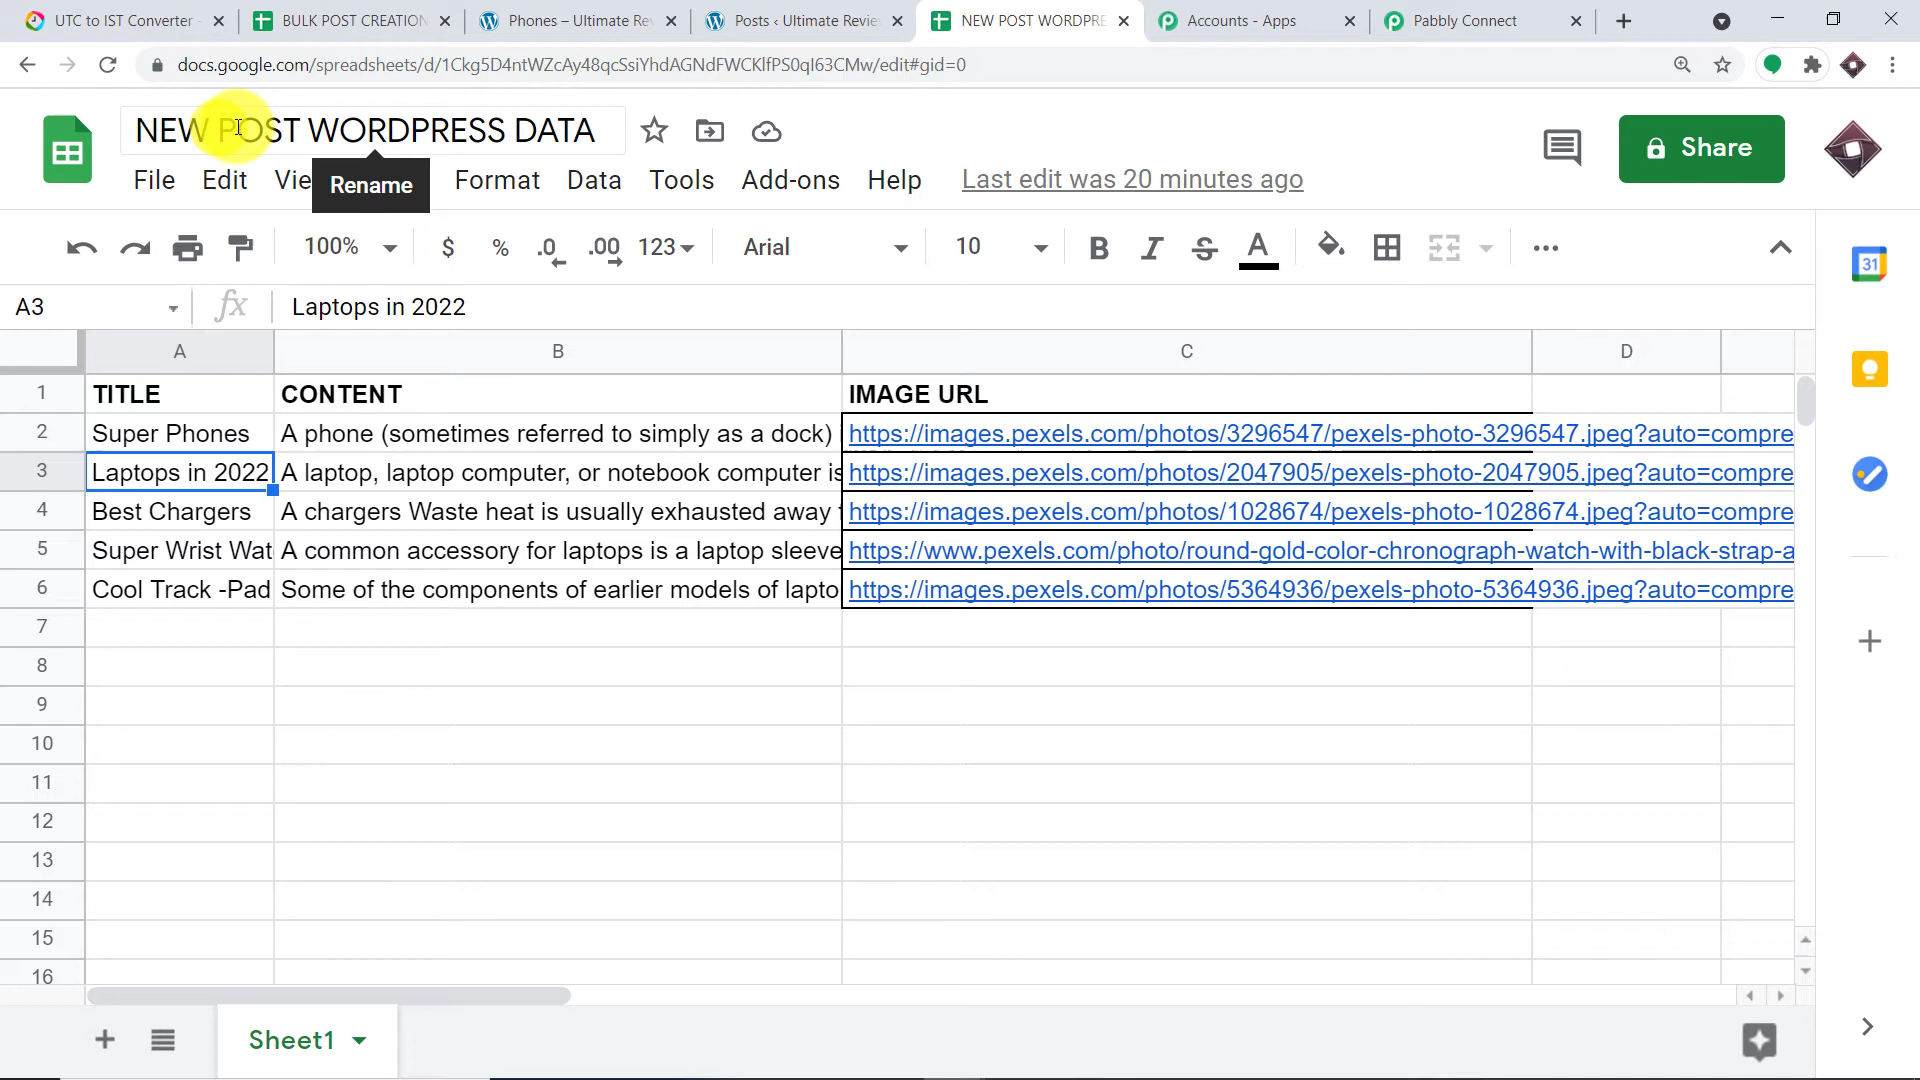 UTC to IST Converter - BULK POST CREATION Phones – Ultimate Re Posts ‹ Ultimate Revie NEW POST WORDPRE Accounts - Apps Pabbly Connect
docs.google.com/spreadsheets/d/1Ckg5D4ntWZcAy48qcSsiYhdAGNdFWCKlfPS0qI63CMw/edit#gid=0
NEW POST WORDPRESS DATA
Share
File Edit Vie Format Data Tools Add-ons Help Last edit was 20 minutes ago
Rename
100% $ % .0 .00 123 Arial 10 B I S A
31
A3 fx Laptops in 2022
A B C D
1 TITLE CONTENT IMAGE URL
2 Super Phones A phone (sometimes referred to simply as a dock) https://images.pexels.com/photos/3296547/pexels-photo-3296547.jpeg?auto=compre
3 Laptops in 2022 A laptop, laptop computer, or notebook computer is https://images.pexels.com/photos/2047905/pexels-photo-2047905.jpeg?auto=compre
4 Best Chargers A chargers Waste heat is usually exhausted away https://images.pexels.com/photos/1028674/pexels-photo-1028674.jpeg?auto=compre
5 Super Wrist Wat A common accessory for laptops is a laptop sleeve https://www.pexels.com/photo/round-gold-color-chronograph-watch-with-black-strap-a
6 Cool Track -Pad Some of the components of earlier models of lapto https://images.pexels.com/photos/5364936/pexels-photo-5364936.jpeg?auto=compre
7
8
9
10
11
12
13
14
15
16
Sheet1